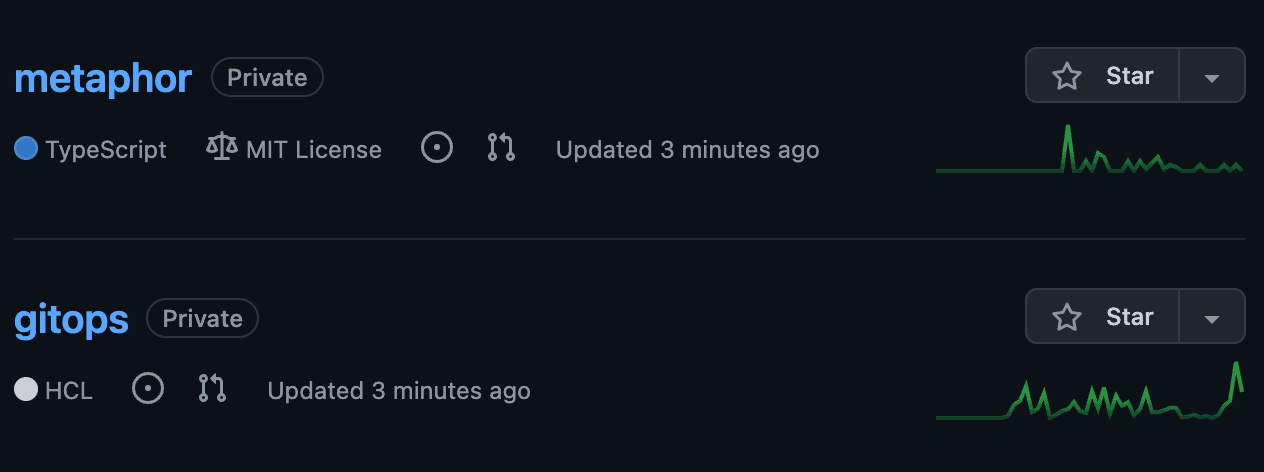 metaphor Private Star
TypeScript MIT License Updated 3 minutes ago
gitops Private Star
HCL Updated 3 minutes ago